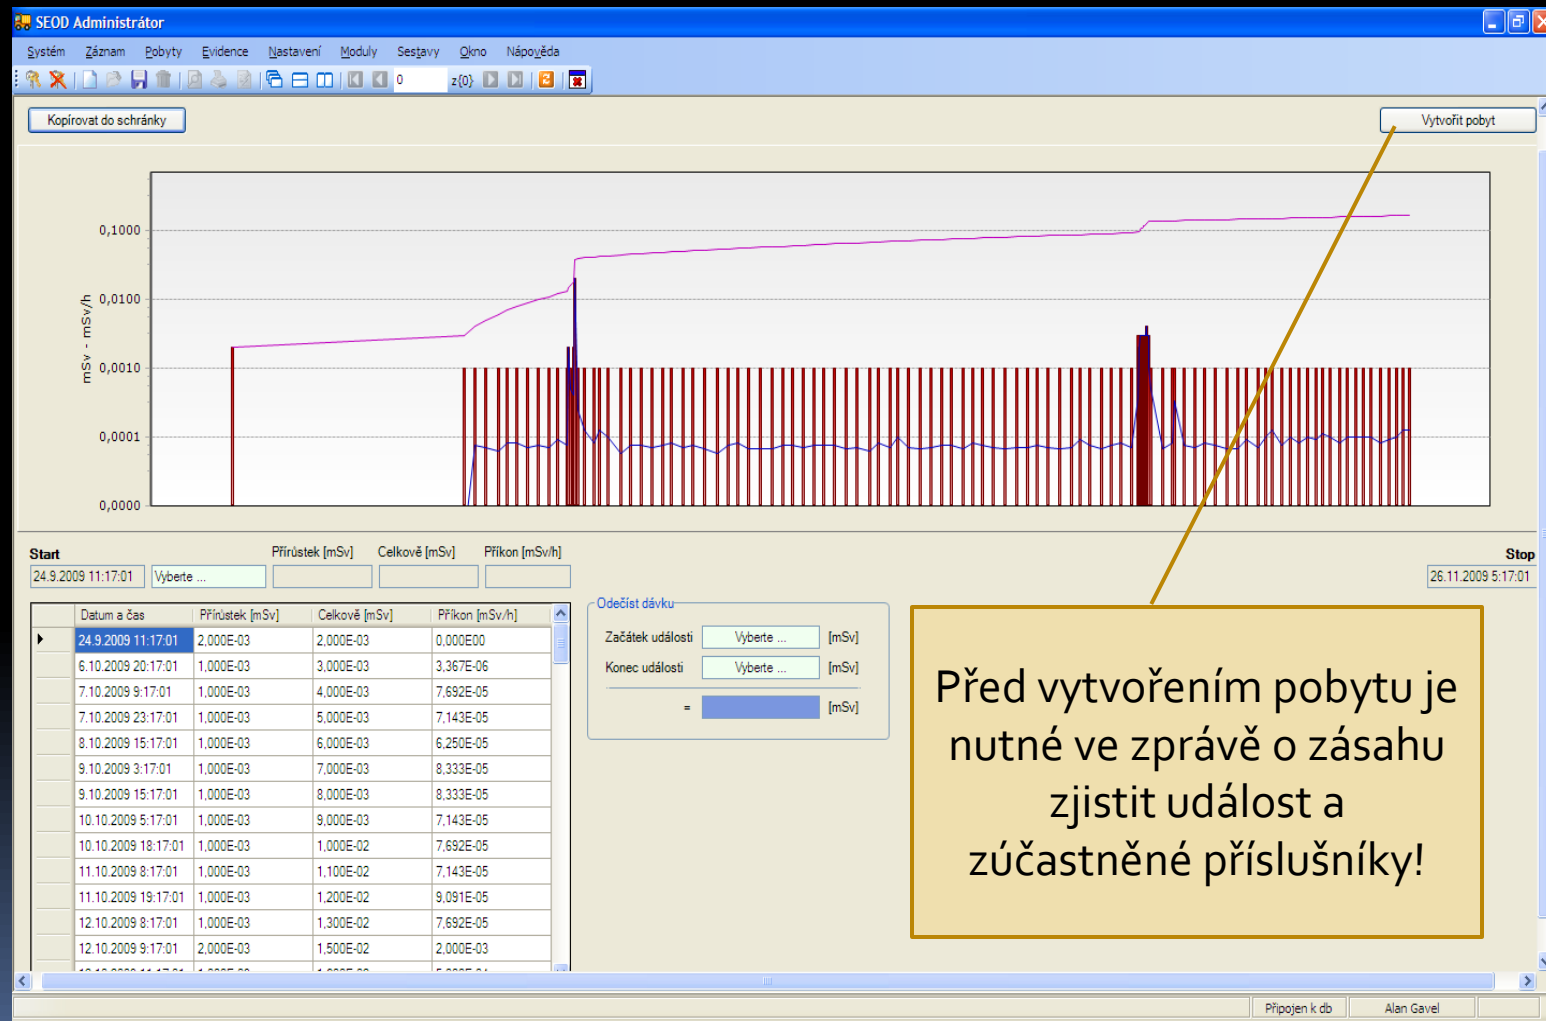 SEOD Administrátor
Systém Záznam Pobyty Evidence Nastavení Moduly Sestavy Okno Nápověda
0 z{0}
Kopírovat do schránky
Vytvořit pobyt
mSv - mSv/h
0,1000
0,0100
0,0010
0,0001
0,0000
Start Přírůstek [mSv] Celkově [mSv] Příkon [mSv/h] Stop
24.9.2009 11:17:01 Vyberte ... 26.11.2009 5:17:01
Datum a čas Přírůstek [mSv] Celkově [mSv] Příkon [mSv/h]
24.9.2009 11:17:01 2,000E-03 2,000E-03 0,000E00
6.10.2009 20:17:01 1,000E-03 3,000E-03 3,367E-06
7.10.2009 9:17:01 1,000E-03 4,000E-03 7,692E-05
7.10.2009 23:17:01 1,000E-03 5,000E-03 7,143E-05
8.10.2009 15:17:01 1,000E-03 6,000E-03 6,250E-05
9.10.2009 3:17:01 1,000E-03 7,000E-03 8,333E-05
9.10.2009 15:17:01 1,000E-03 8,000E-03 8,333E-05
10.10.2009 5:17:01 1,000E-03 9,000E-03 7,143E-05
10.10.2009 18:17:01 1,000E-03 1,000E-02 7,692E-05
11.10.2009 8:17:01 1,000E-03 1,100E-02 7,143E-05
11.10.2009 19:17:01 1,000E-03 1,200E-02 9,091E-05
12.10.2009 8:17:01 1,000E-03 1,300E-02 7,692E-05
12.10.2009 9:17:01 2,000E-03 1,500E-02 2,000E-03
Odečíst dávku
Začátek události Vyberte ... [mSv]
Konec události Vyberte ... [mSv]
= [mSv]
Před vytvořením pobytu je
nutné ve zprávě o zásahu
zjistit událost a
zúčastněné příslušníky!
Připojen k db Alan Gavel